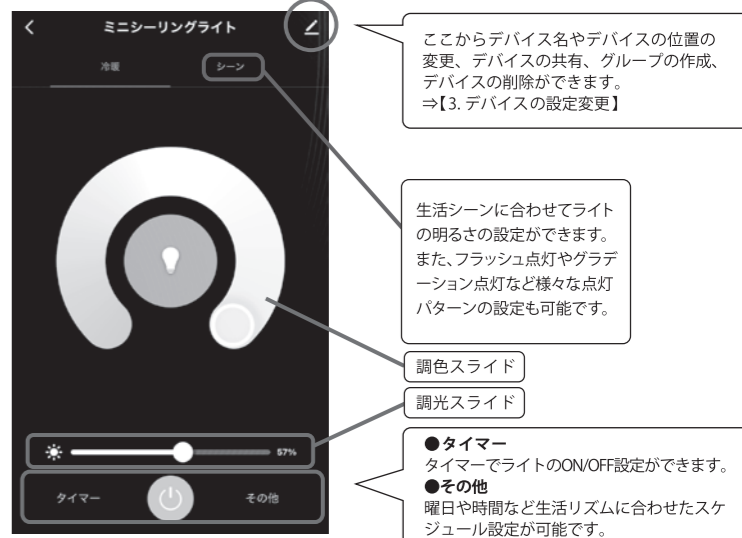 ミニシーリングライト
冷暖
シーン
57%
タイマー
その他
ここからデバイス名やデバイスの位置の
変更、デバイスの共有、グループの作成、
デバイスの削除ができます。
⇒【3. デバイスの設定変更】
生活シーンに合わせてライト
の明るさの設定ができます。
また、フラッシュ点灯やグラデ
ーション点灯など様々な点灯
パターンの設定も可能です。
調色スライド
調光スライド
●タイマー
タイマーでライトのON/OFF設定ができます。
●その他
曜日や時間など生活リズムに合わせたスケ
ジュール設定が可能です。